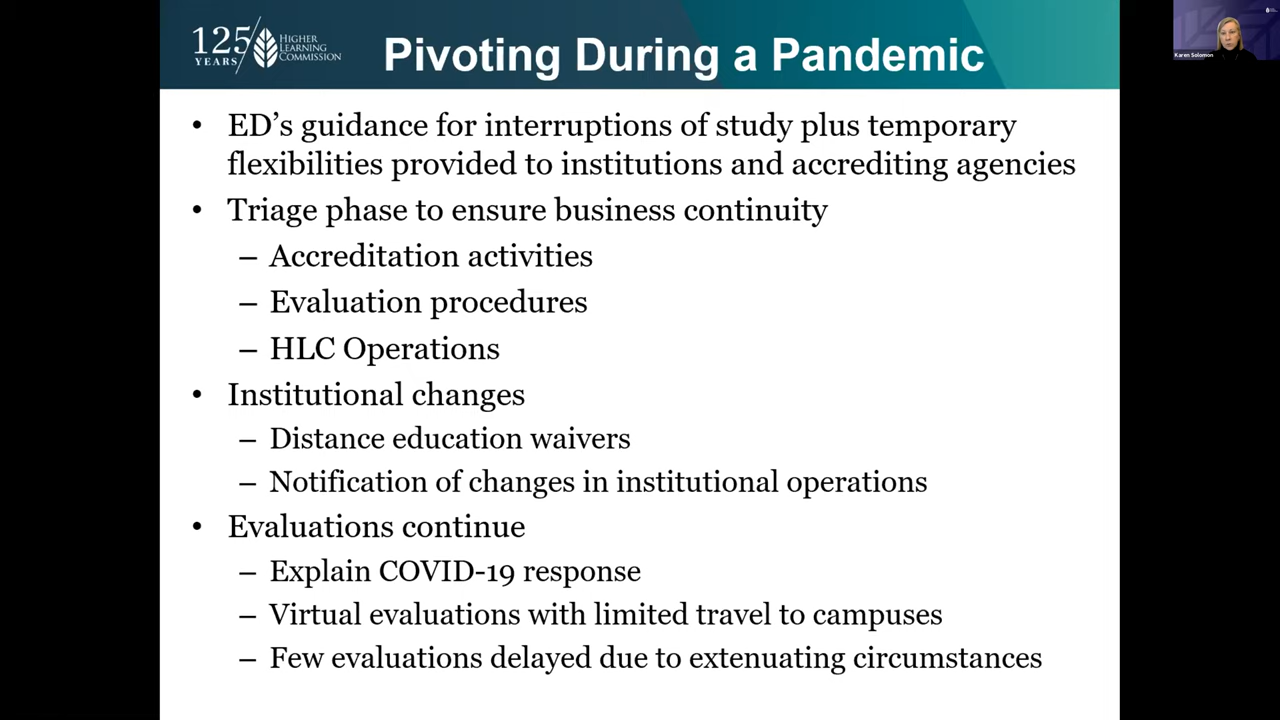 125 YEARS
HIGHER
LEARNING
COMMISSION
Pivoting During a Pandemic
Karen Solomon
• ED's guidance for interruptions of study plus temporary
flexibilities provided to institutions and accrediting agencies
• Triage phase to ensure business continuity
– Accreditation activities
– Evaluation procedures
– HLC Operations
• Institutional changes
– Distance education waivers
– Notification of changes in institutional operations
• Evaluations continue
– Explain COVID-19 response
– Virtual evaluations with limited travel to campuses
– Few evaluations delayed due to extenuating circumstances